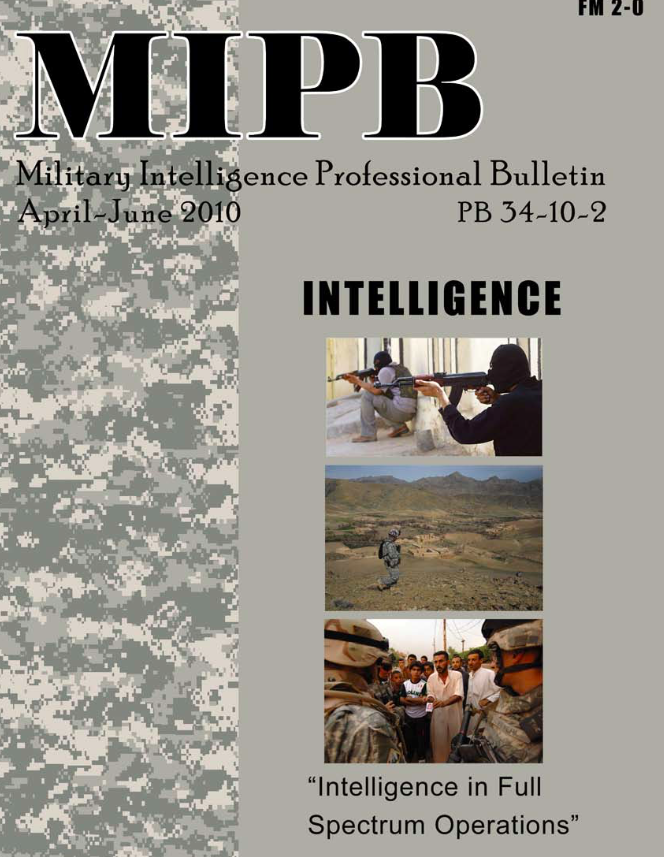 FM 2-0
MIPB
Military Intelligence Professional Bulletin
April-June 2010 PB 34-10-2
INTELLIGENCE
“Intelligence in Full
Spectrum Operations”